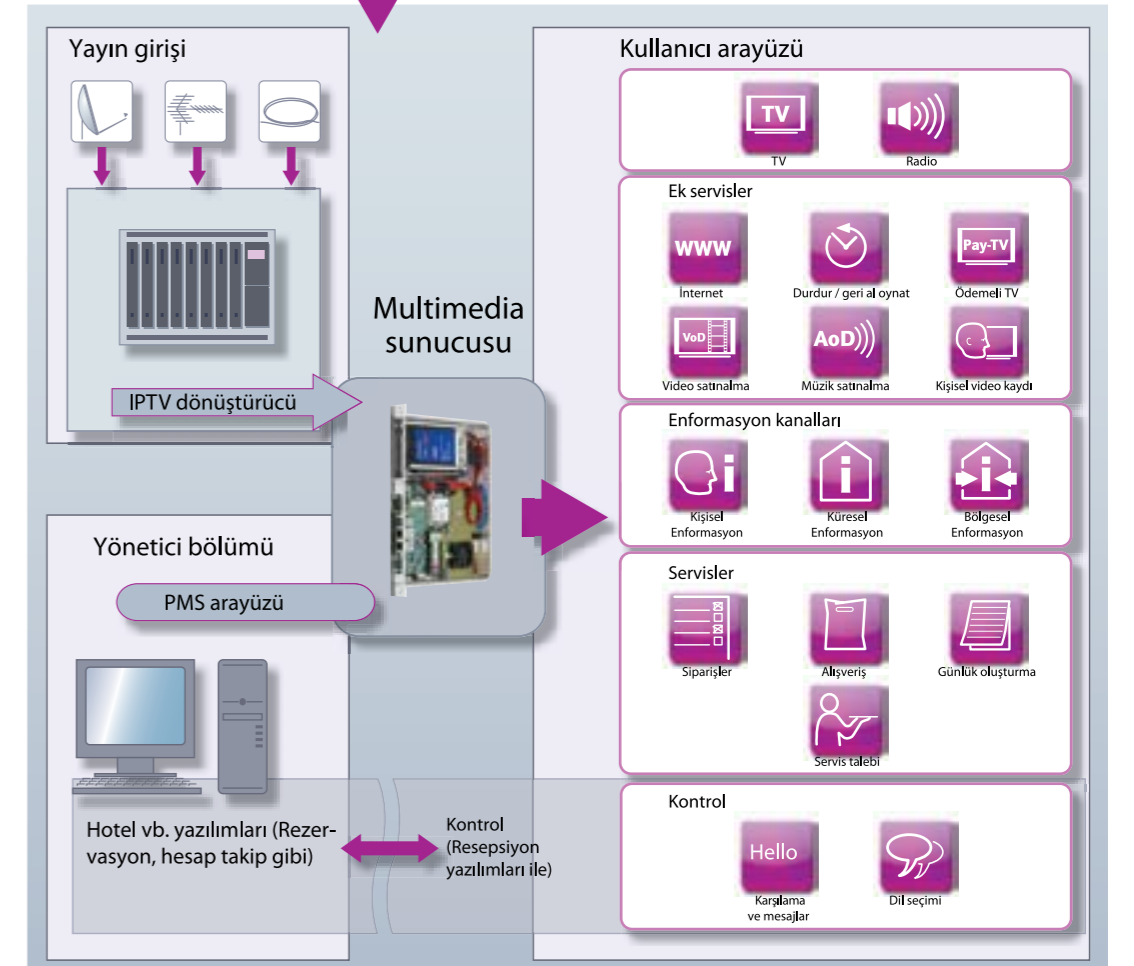 Yayın girişi
IPTV dönüştürücü
Multimedia
sunucusu
Yönetici bölümü
PMS arayüzü
Hotel vb. yazılımları (Rezer-
vasyon, hesap takip gibi)
Kontrol
(Resepsiyon
yazılımları ile)
Kullanıcı arayüzü
TV
TV
Radio
Ek servisler
www
İnternet
Durdur / geri al oynat
Pay-TV
Ödemeli TV
VoD
Video satınalma
AoD
Müzik satınalma
Kişisel video kaydı
Enformasyon kanalları
i
Kişisel
Enformasyon
i
Küresel
Enformasyon
i
Bölgesel
Enformasyon
Servisler
Siparişler
Alışveriş
Günlük oluşturma
Servis talebi
Kontrol
Hello
Karşılama
ve mesajlar
Dil seçimi